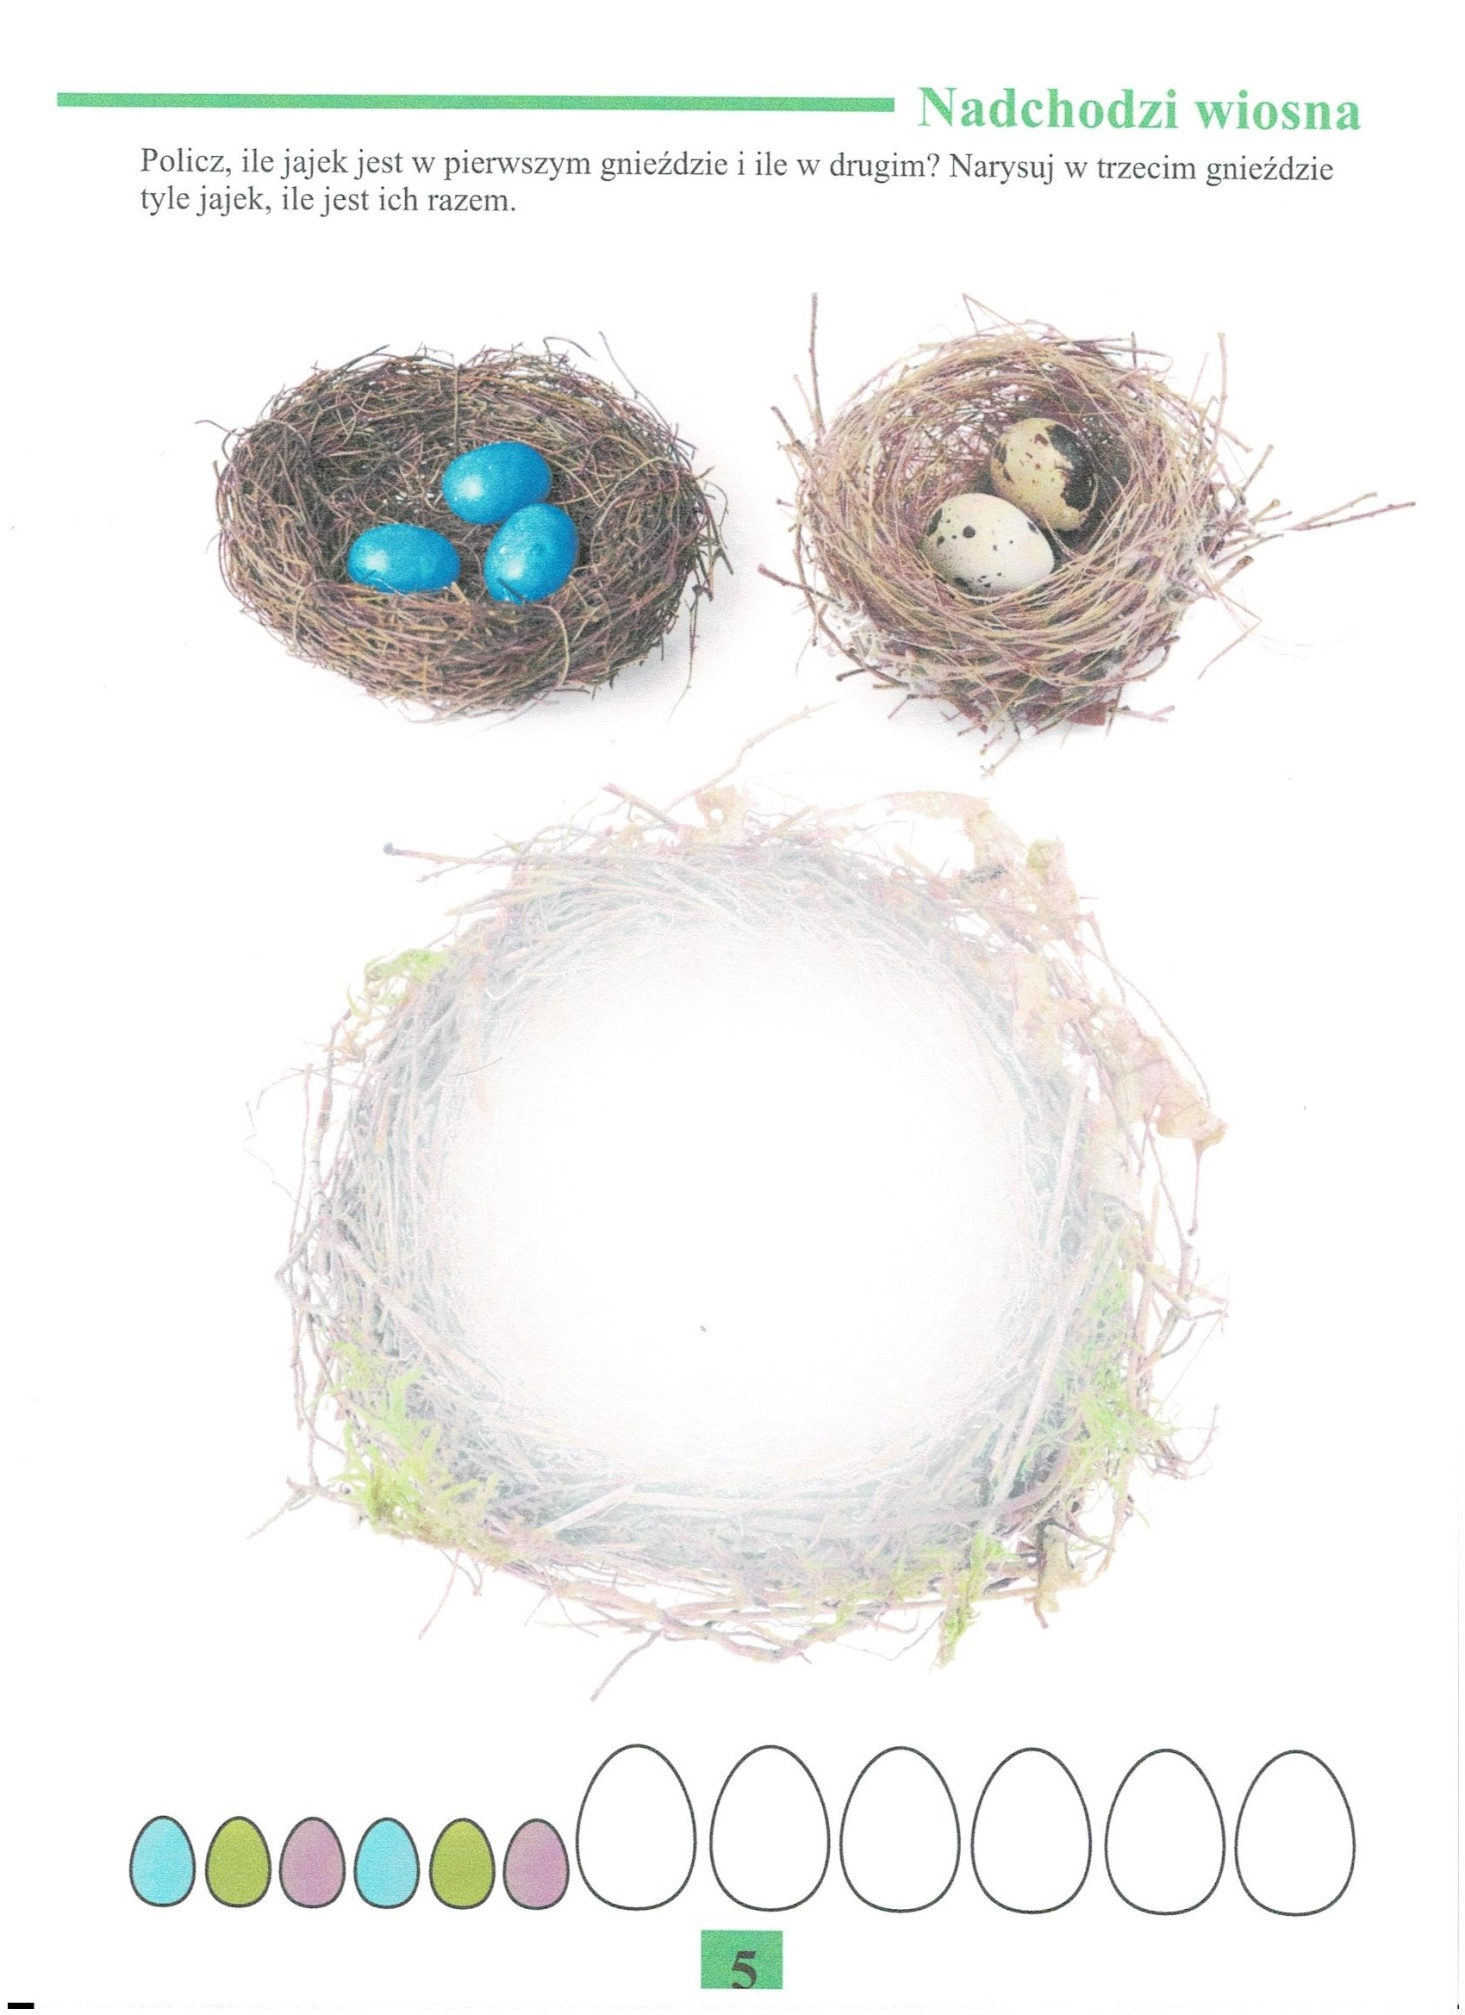 Nadchodzi wiosna
Policz, ile jajek jest w pierwszym gnieździe i ile w drugim? Narysuj w trzecim gnieździe
tyle jajek, ile jest ich razem.
5